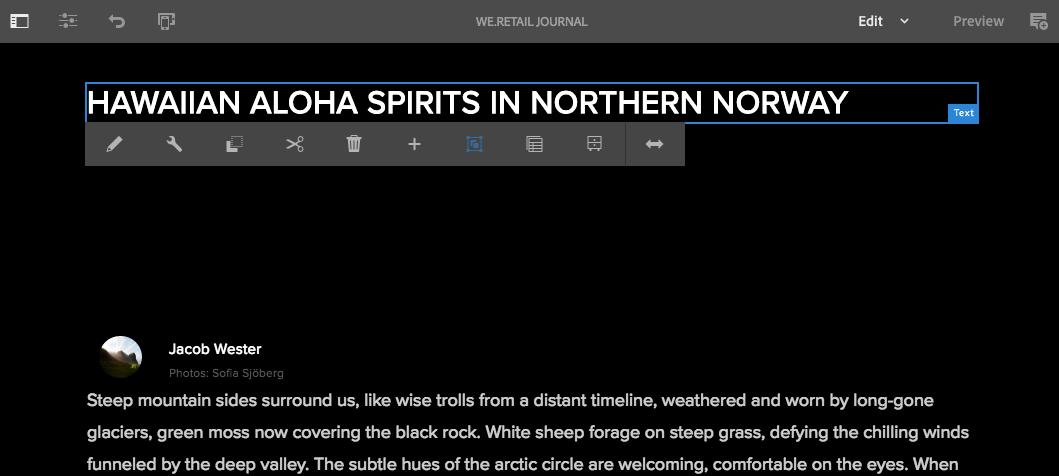 WE.RETAIL JOURNAL
Edit
Preview
HAWAIIAN ALOHA SPIRITS IN NORTHERN NORWAY
Text
Jacob Wester
Photos: Sofia Sjöberg
Steep mountain sides surround us, like wise trolls from a distant timeline, weathered and worn by long-gone
glaciers, green moss now covering the black rock. White sheep forage on steep grass, defying the chilling winds
funneled by the deep valley. The subtle hues of the arctic circle are welcoming, comfortable on the eyes. When